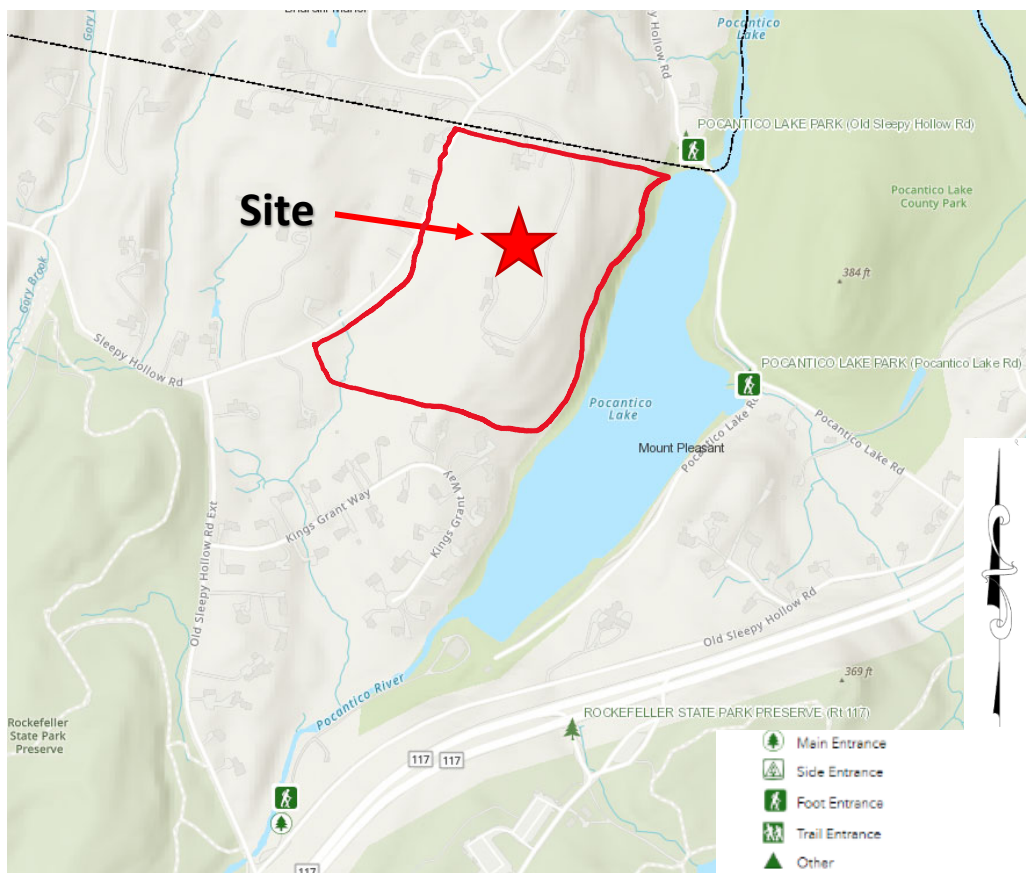 Pocantico
Lake
Gory
Hollow Rd
POCANTICO LAKE PARK (Old Sleepy Hollow Rd)
Pocantico Lake
County Park
Site
384 ft
Gory Brook
Sleepy Hollow Rd
POCANTICO LAKE PARK (Pocantico Lake Rd)
Pocantico
Lake
Mount Pleasant
Pocantico Lake Rd
Pocantico Lake Rd
Kings Grant Way
Kings Grant Way
Old Sleepy Hollow Rd Ext
Old Sleepy Hollow Rd
369 ft
Pocantico River
ROCKEFELLER STATE PARK PRESERVE (Rt 117)
Rockefeller
State Park
Preserve
117
117
117
Main Entrance
Side Entrance
Foot Entrance
Trail Entrance
Other